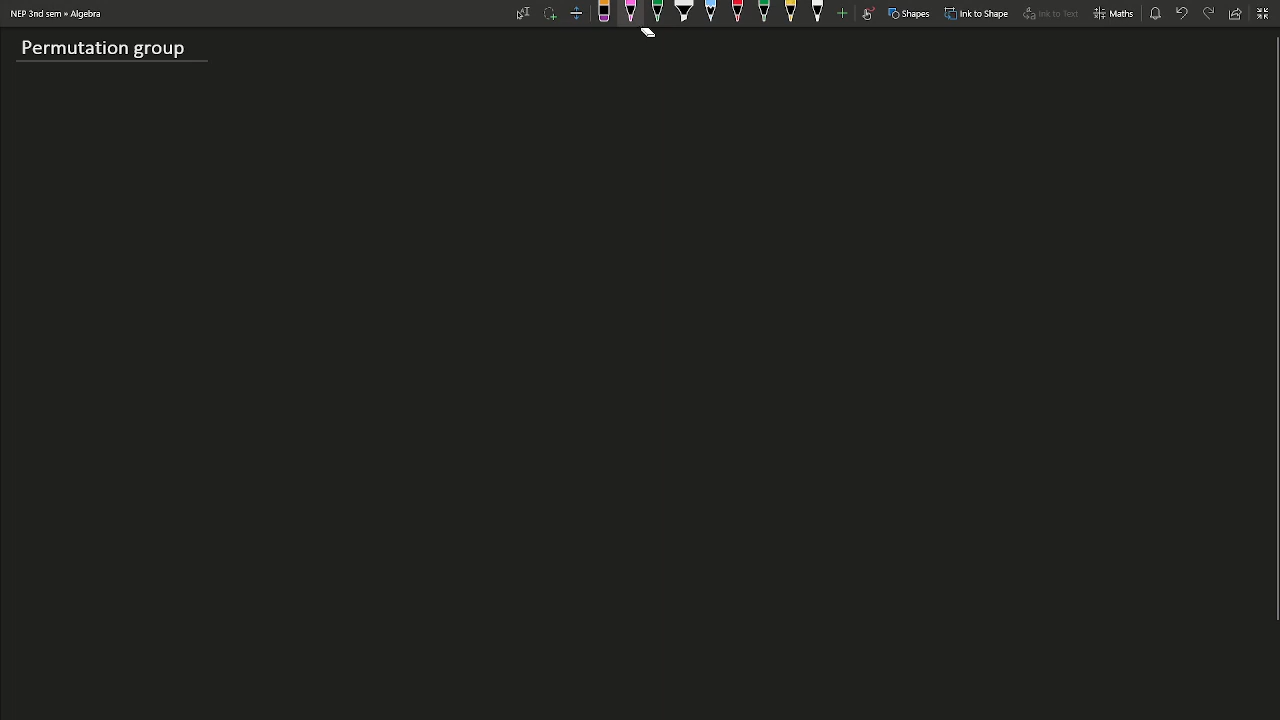 NEP 3nd sem » Algebra
Shapes
Ink to Shape
Ink to Text
Maths
Permutation group